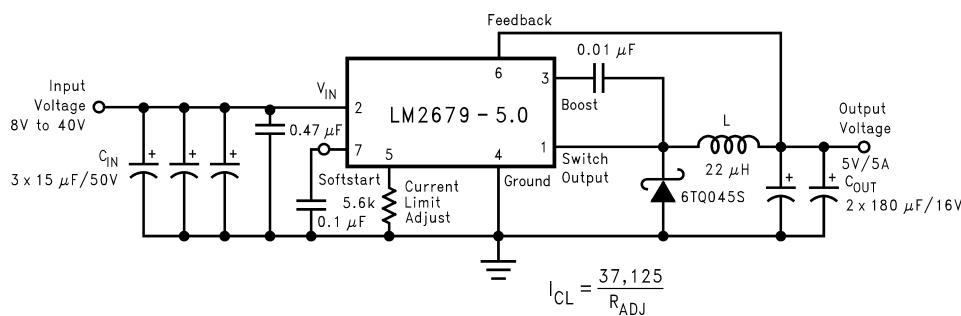 Feedback
0.01 μF
Input
Voltage
8V to 40V
V_IN
2
6
3
Boost
LM2679 – 5.0
Output
Voltage
5V/5A
L
22 μH
0.47 μF
7
5
4
1
Switch
Output
C_IN
3 x 15 μF/50V
Softstart
5.6k
0.1 μF
Current
Limit
Adjust
Ground
6TQ045S
C_OUT
2 x 180 μF/16V
+
+
+
+
+
I_CL = 37,125
R_ADJ